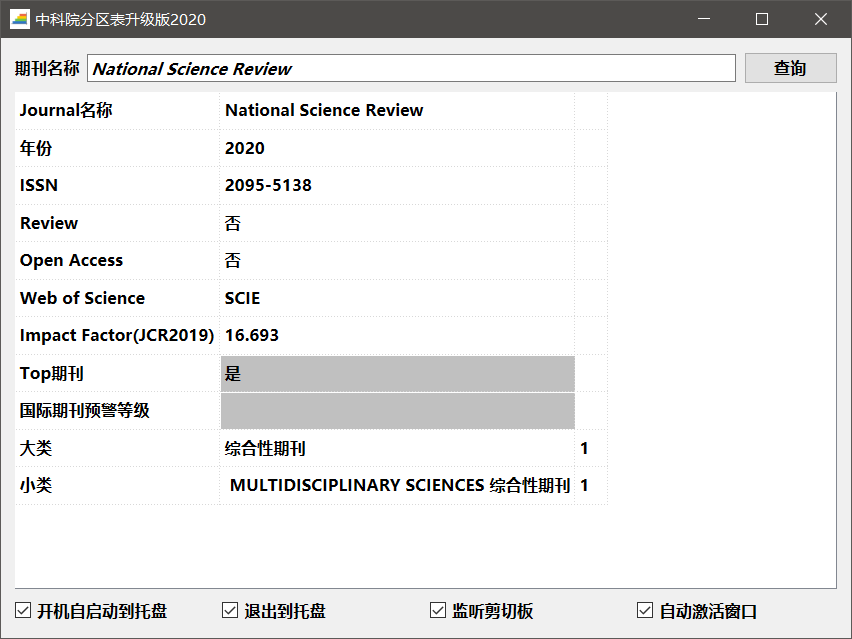 中科院分区表升级版2020
期刊名称 National Science Review 查询
Journal名称 National Science Review
年份 2020
ISSN 2095-5138
Review 否
Open Access 否
Web of Science SCIE
Impact Factor(JCR2019) 16.693
Top期刊 是
国际期刊预警等级
大类 综合性期刊 1
小类 MULTIDISCIPLINARY SCIENCES 综合性期刊 1
开机自启动到托盘 退出到托盘 监听剪切板 自动激活窗口